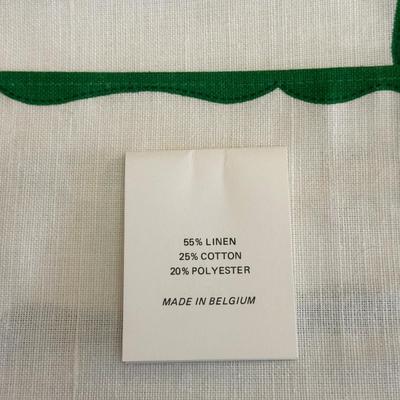 55% LINEN
25% COTTON
20% POLYESTER
MADE IN BELGIUM